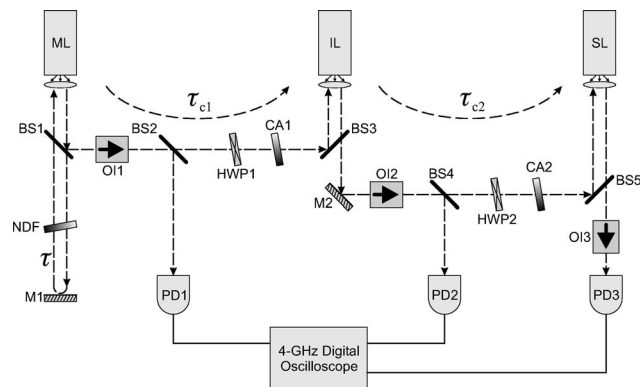 ML
IL
SL
τc1
τc2
BS1
BS2
CA1
BS3
OI1
HWP1
M2
OI2
BS4
CA2
BS5
HWP2
OI3
NDF
τ
M1
PD1
PD2
PD3
4-GHz Digital
Oscilloscope